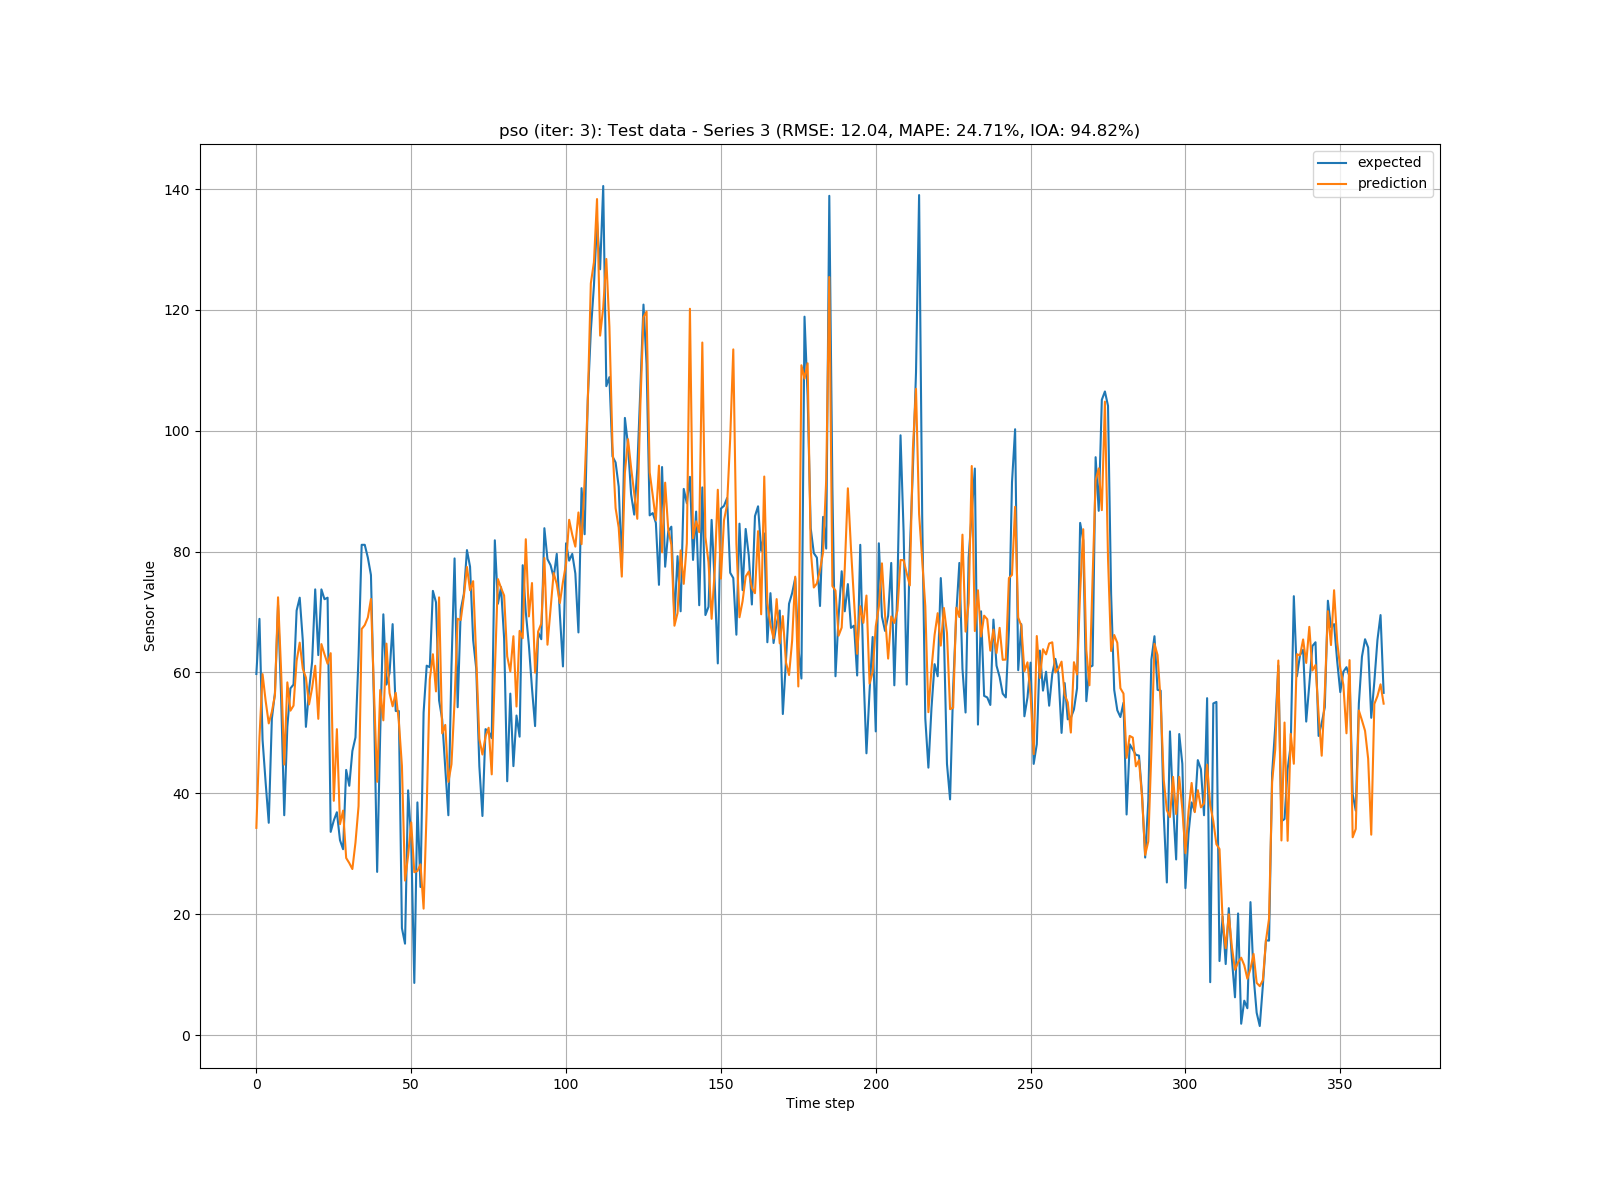 pso (iter: 3): Test data - Series 3 (RMSE: 12.04, MAPE: 24.71%, IOA: 94.82%)
expected
prediction
140
120
100
80
60
40
20
0
Sensor Value
0 50 100 150 200 250 300 350
Time step